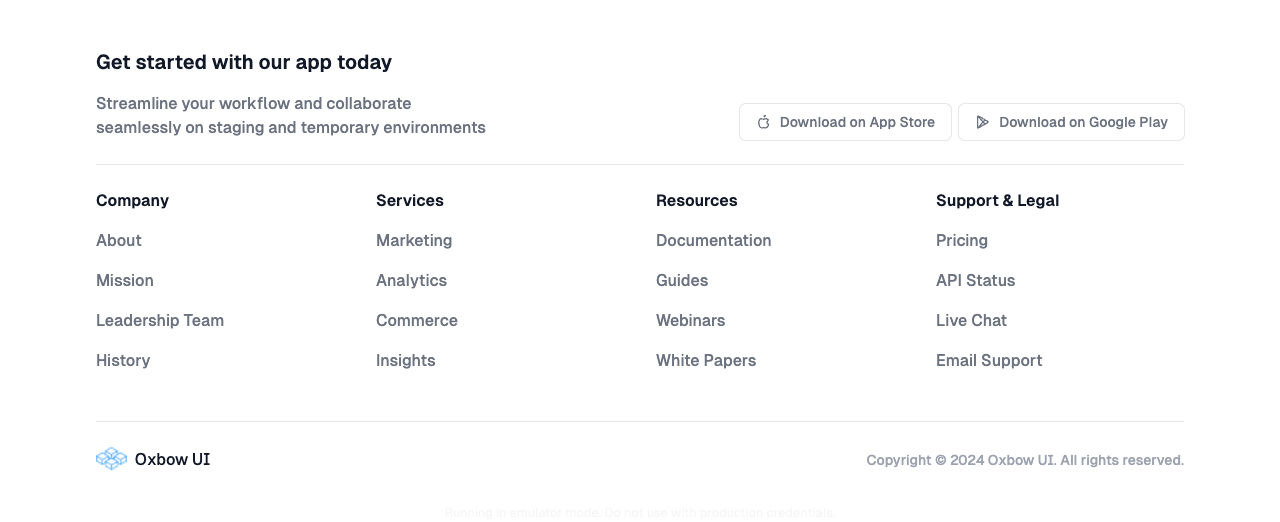 Get started with our app today
Streamline your workflow and collaborate
seamlessly on staging and temporary environments
Download on App Store
Download on Google Play
Company
About
Mission
Leadership Team
History
Services
Marketing
Analytics
Commerce
Insights
Resources
Documentation
Guides
Webinars
White Papers
Support & Legal
Pricing
API Status
Live Chat
Email Support
Oxbow UI
Copyright © 2024 Oxbow UI. All rights reserved.
Running in emulator mode. Do not use with production credentials.